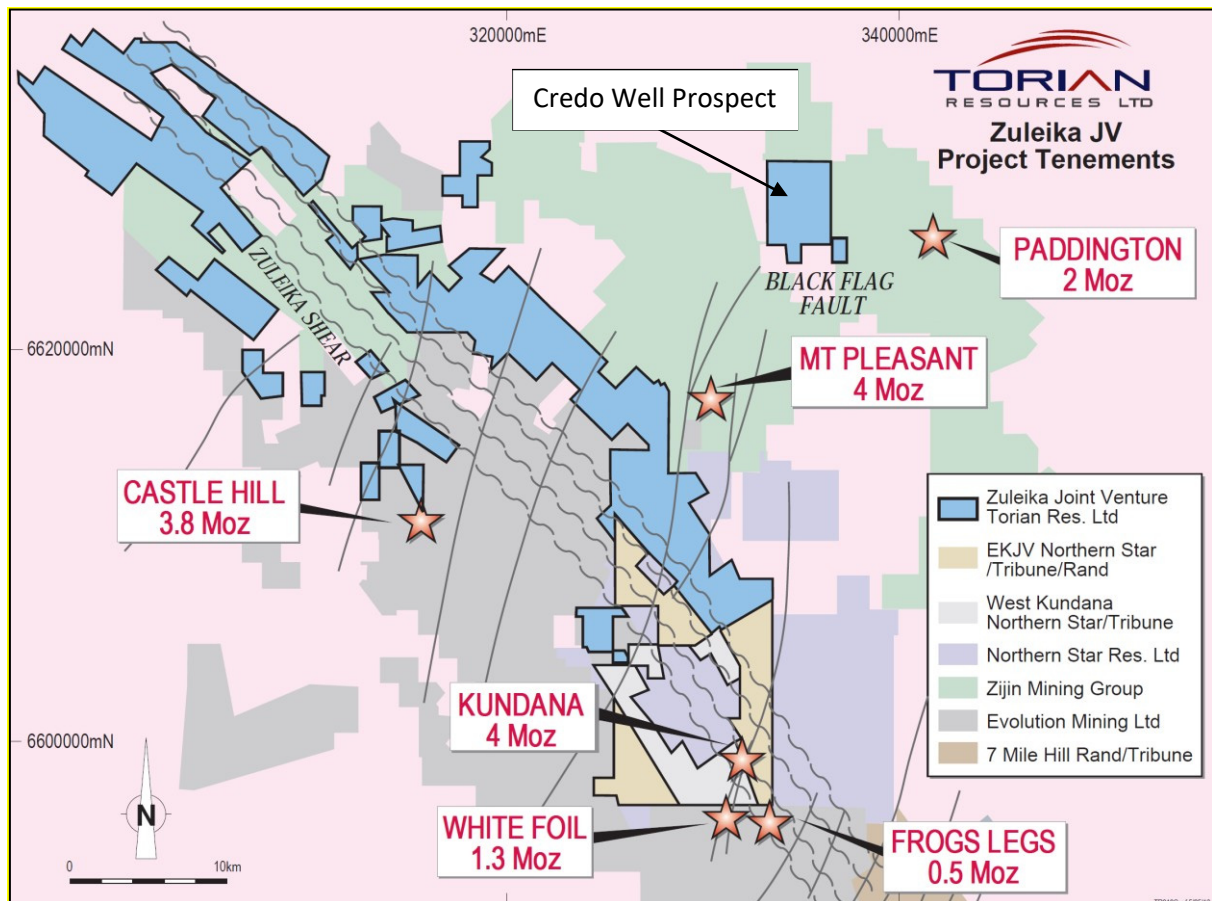 320000mE
340000mE
TORIAN
RESOURCES LTD
Zuleika JV
Project Tenements
Credo Well Prospect
PADDINGTON
2 Moz
BLACK FLAG
FAULT
ZULEIKA SHEAR
6620000mN
MT PLEASANT
4 Moz
CASTLE HILL
3.8 Moz
Zuleika Joint Venture
Torian Res. Ltd
EKJV Northern Star
/Tribune/Rand
West Kundana
Northern Star/Tribune
Northern Star Res. Ltd
Zijin Mining Group
Evolution Mining Ltd
7 Mile Hill Rand/Tribune
KUNDANA
4 Moz
6600000mN
N
0
10km
WHITE FOIL
1.3 Moz
FROGS LEGS
0.5 Moz